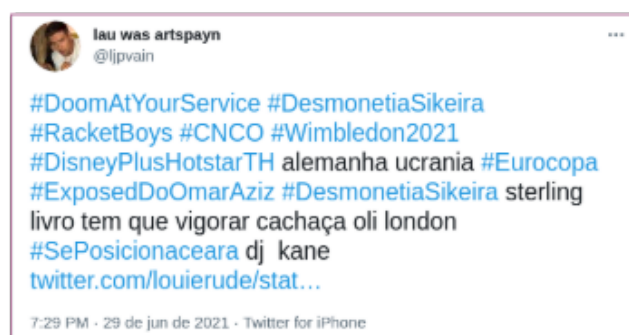 lau was artspayn
@ljpvain
#DoomAtYourService #DesmonetiaSikeira
#RacketBoys #CNCO #Wimbledon2021
#DisneyPlusHotstarTH alemanha ucrania #Eurocopa
#ExposedDoOmarAziz #DesmonetiaSikeira sterling
livro tem que vigorar cachaça oli london
#SePosicionaceara dj kane
twitter.com/louierude/stat…
7:29 PM · 29 de jun de 2021 · Twitter for iPhone